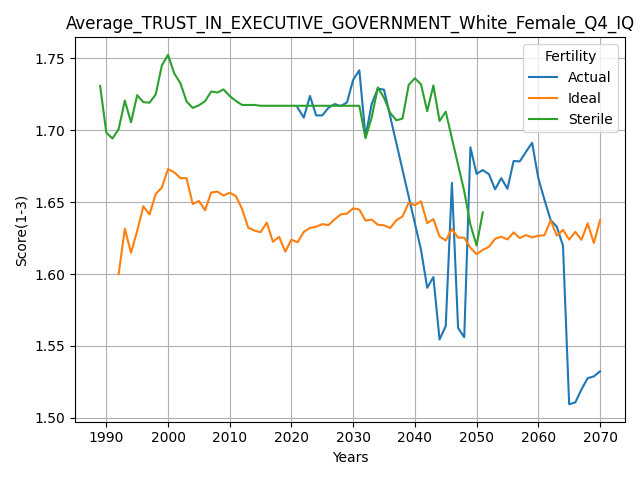 Average_TRUST_IN_EXECUTIVE_GOVERNMENT_White_Female_Q4_IQ
Fertility
Actual
Ideal
Sterile
Score(1-3)
1.75
1.70
1.65
1.60
1.55
1.50
1990 2000 2010 2020 2030 2040 2050 2060 2070
Years